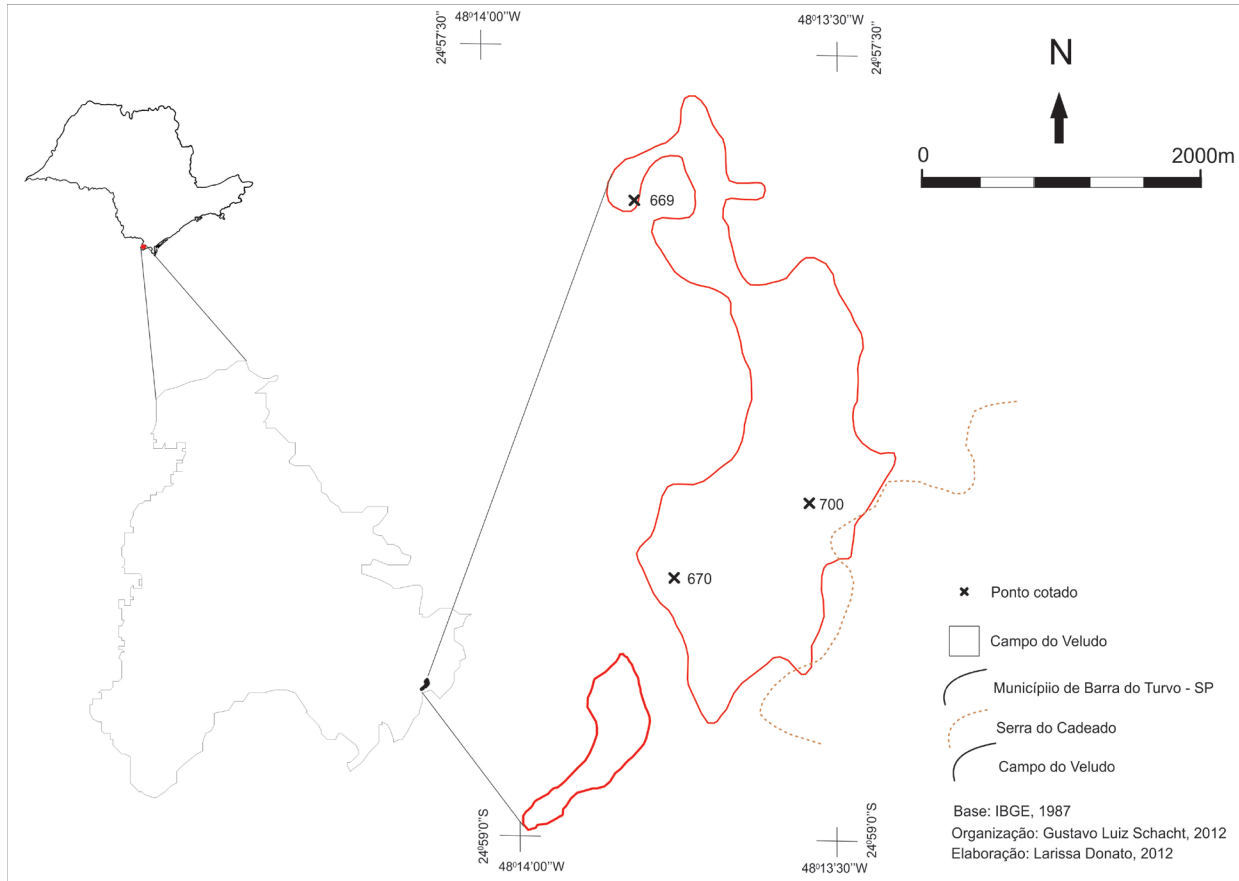 48º14'00''W
24º57'30''
48º13'30''W
24º57'30''
N
0
2000m
669
700
670
Ponto cotado
Campo do Veludo
Municípiio de Barra do Turvo - SP
Serra do Cadeado
Campo do Veludo
Base: IBGE, 1987
Organização: Gustavo Luiz Schacht, 2012
Elaboração: Larissa Donato, 2012
24º59'0''S
48º14'00''W
24º59'0''S
48º13'30''W